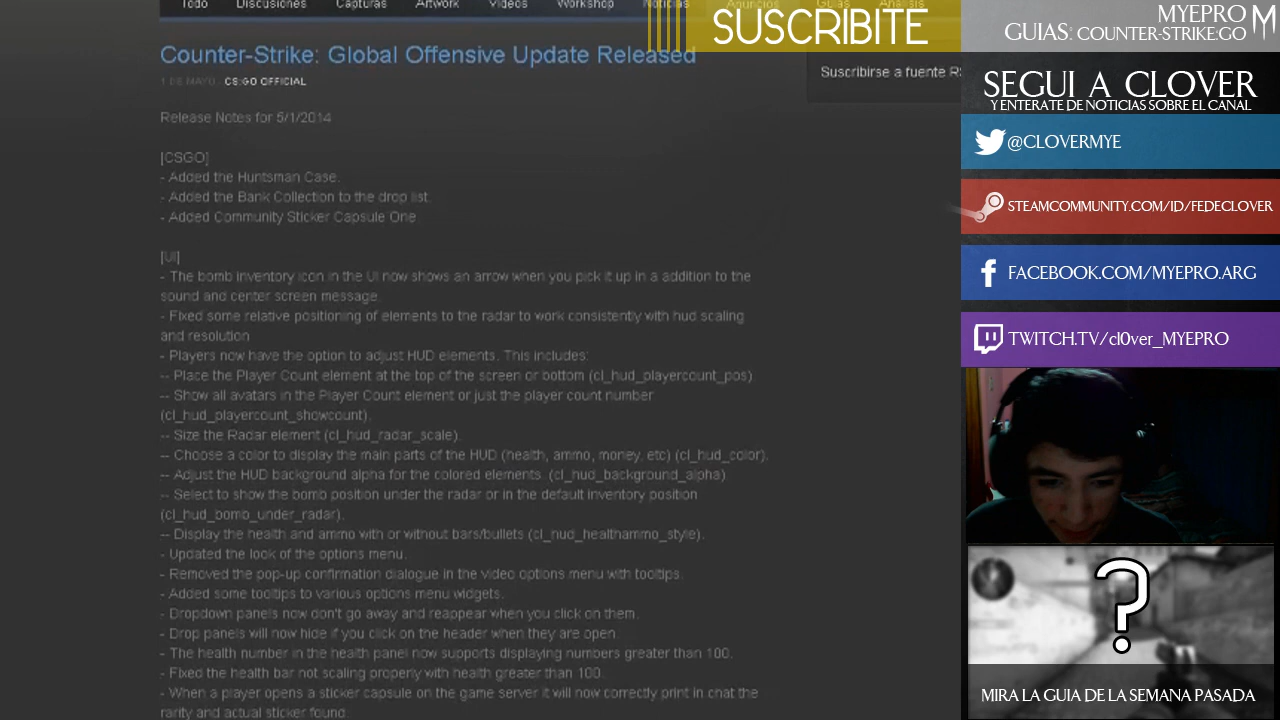 Todo Discusiones Capturas Artwork Videos Workshop Noticias Anuncios Guías Análisis
Counter-Strike: Global Offensive Update Released
1 DE MAYO - CS:GO OFFICIAL
Release Notes for 5/1/2014
[CSGO]
- Added the Huntsman Case.
- Added the Bank Collection to the drop list.
- Added Community Sticker Capsule One
[UI]
- The bomb inventory icon in the UI now shows an arrow when you pick it up in a addition to the
sound and center screen message.
- Fixed some relative positioning of elements to the radar to work consistently with hud scaling
and resolution
- Players now have the option to adjust HUD elements. This includes:
-- Place the Player Count element at the top of the screen or bottom (cl_hud_playercount_pos)
-- Show all avatars in the Player Count element or just the player count number
(cl_hud_playercount_showcount).
-- Size the Radar element (cl_hud_radar_scale).
-- Choose a color to display the main parts of the HUD (health, ammo, money, etc) (cl_hud_color).
-- Adjust the HUD background alpha for the colored elements. (cl_hud_background_alpha)
-- Select to show the bomb position under the radar or in the default inventory position
(cl_hud_bomb_under_radar).
-- Display the health and ammo with or without bars/bullets (cl_hud_healthammo_style).
- Updated the look of the options menu.
- Removed the pop-up confirmation dialogue in the video options menu with tooltips.
- Added some tooltips to various options menu widgets.
- Dropdown panels now don't go away and reappear when you click on them.
- Drop panels will now hide if you click on the header when they are open.
- The health number in the health panel now supports displaying numbers greater than 100.
- Fixed the health bar not scaling properly with health greater than 100.
- When a player opens a sticker capsule on the game server it will now correctly print in chat the
rarity and actual sticker found.
SUSCRIBITE
Suscribirse a fuente RS
MYEPRO
GUIAS: COUNTER-STRIKE:GO
SEGUI A CLOVER
Y ENTERATE DE NOTICIAS SOBRE EL CANAL
@CLOVERMYE
STEAMCOMMUNITY.COM/ID/FEDECLOVER
FACEBOOK.COM/MYEPRO.ARG
TWITCH.TV/cl0ver_MYEPRO
?
MIRA LA GUIA DE LA SEMANA PASADA